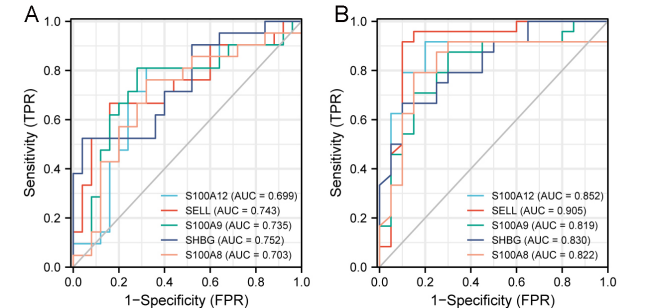 A
1.0
0.8
0.6
0.4
0.2
0.0
Sensitivity (TPR)
S100A12 (AUC = 0.699)
SELL (AUC = 0.743)
S100A9 (AUC = 0.735)
SHBG (AUC = 0.752)
S100A8 (AUC = 0.703)
0.0 0.2 0.4 0.6 0.8 1.0
1-Specificity (FPR)
B
1.0
0.8
0.6
0.4
0.2
0.0
Sensitivity (TPR)
S100A12 (AUC = 0.852)
SELL (AUC = 0.905)
S100A9 (AUC = 0.819)
SHBG (AUC = 0.830)
S100A8 (AUC = 0.822)
0.0 0.2 0.4 0.6 0.8 1.0
1-Specificity (FPR)